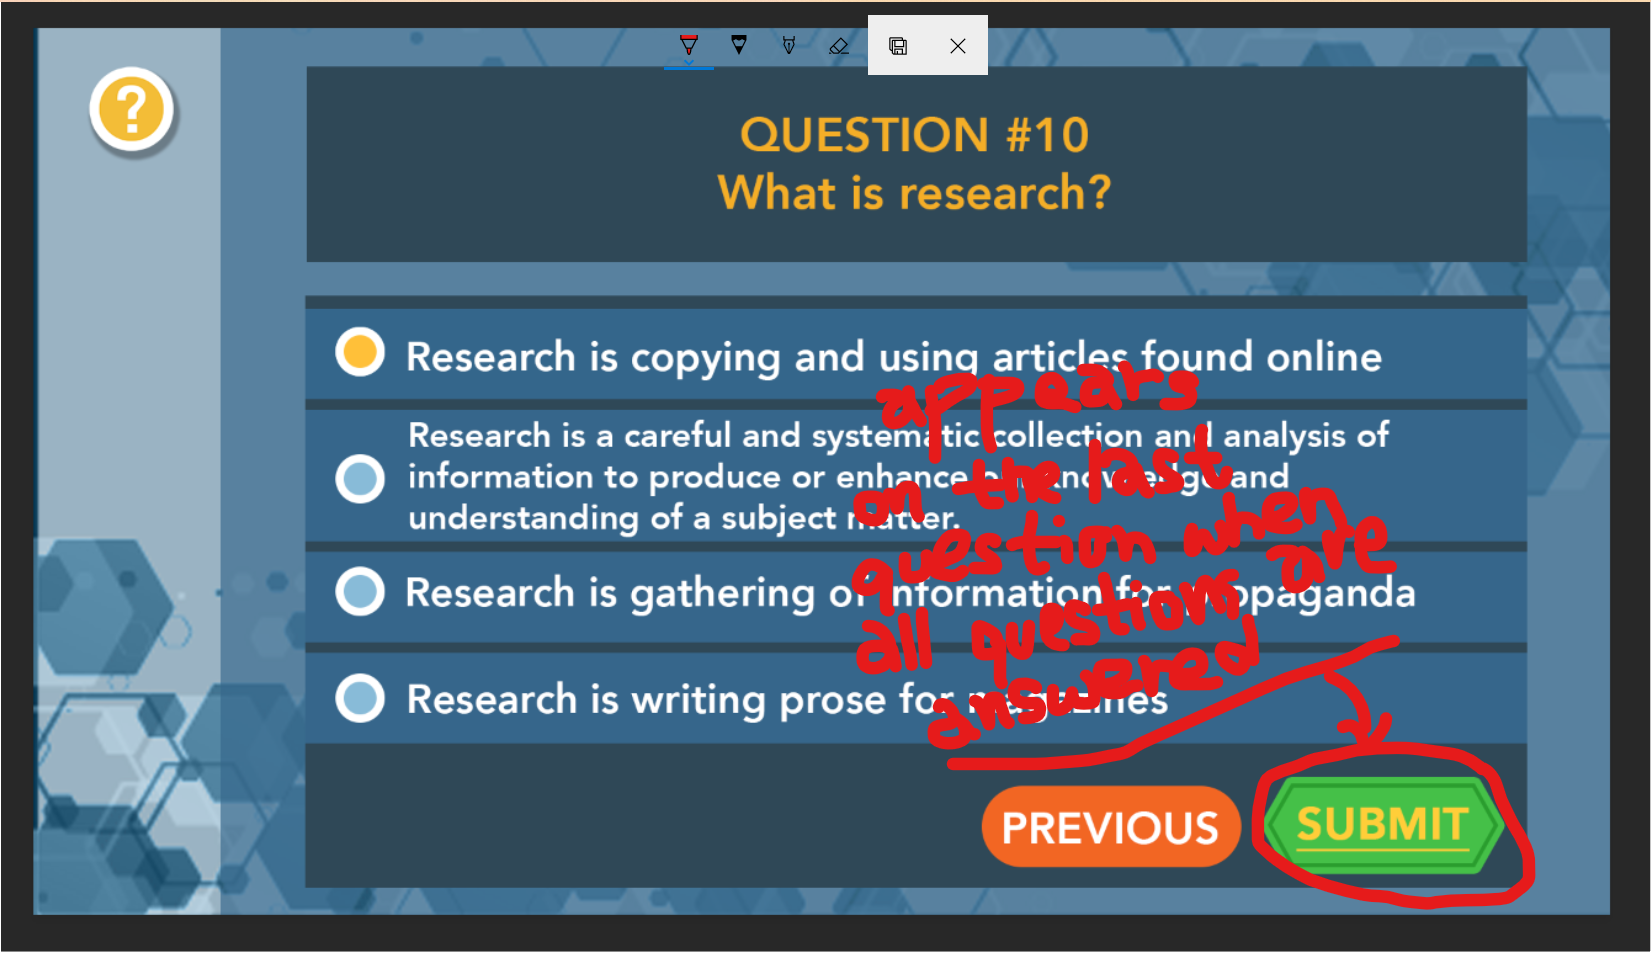 ?
QUESTION #10
What is research?
Research is copying and using articles found online
Research is a careful and systematic collection and analysis of
information to produce or enhance our knowledge and
understanding of a subject matter.
Research is gathering of information for propaganda
Research is writing prose for magazines
appears
on the last
question when
all questions are
answered
PREVIOUS
SUBMIT